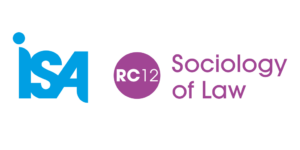 isa
RC12
Sociology
of Law